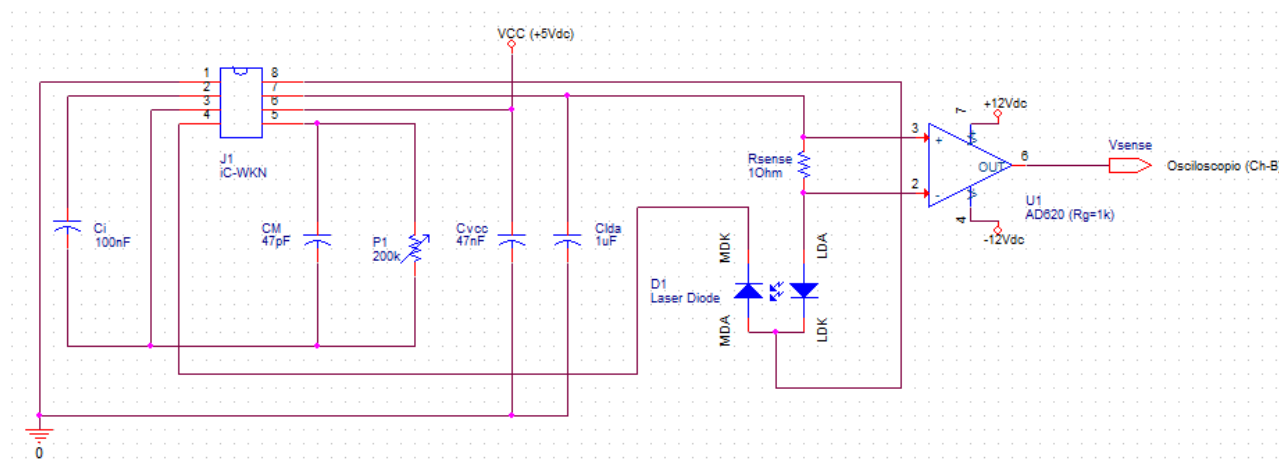 VCC (+5Vdc)
1
2
3
4
8
7
6
5
J1
iC-WKN
Ci
100nF
CM
47pF
P1
200k
Cvcc
47nF
Clda
1uF
Rsense
1Ohm
MDK
LDA
D1
Laser Diode
MDA
LDK
3
2
7
+12Vdc
+
-
OUT
6
4
-12Vdc
U1
AD620 (Rg=1k)
Vsense
Osciloscopio (Ch-B
0